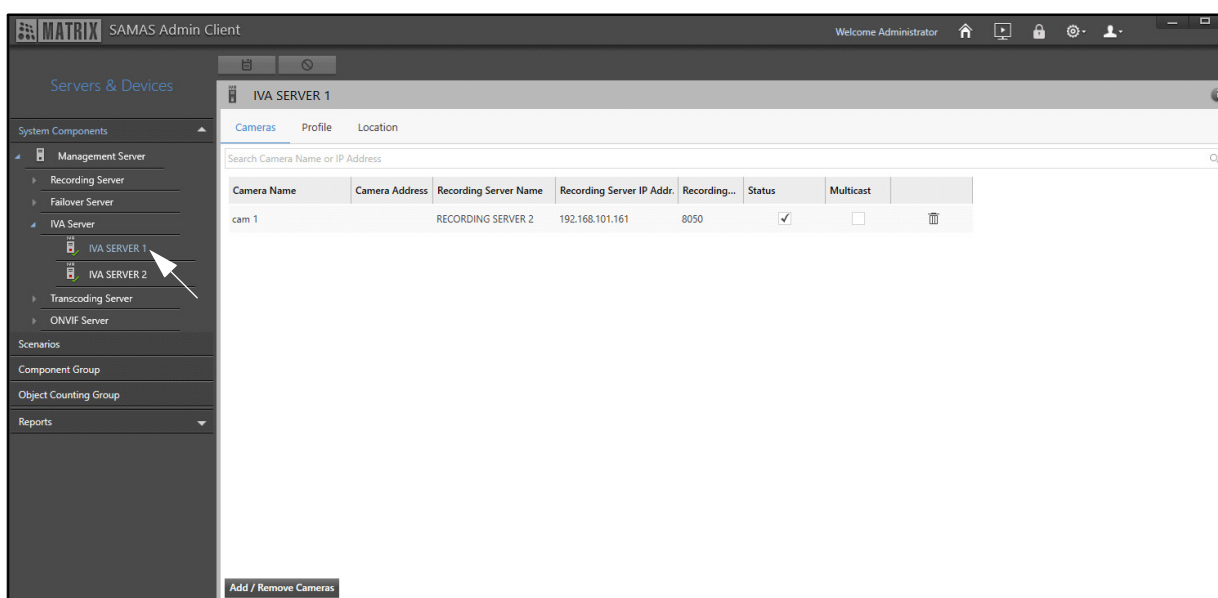 MATRIX SAMAS Admin Client
Welcome Administrator
Servers & Devices
System Components
Management Server
Recording Server
Failover Server
IVA Server
IVA SERVER 1
IVA SERVER 2
Transcoding Server
ONVIF Server
Scenarios
Component Group
Object Counting Group
Reports
IVA SERVER 1
Cameras Profile Location
Search Camera Name or IP Address
Camera Name Camera Address Recording Server Name Recording Server IP Addr. Recording... Status Multicast
cam 1 RECORDING SERVER 2 192.168.101.161 8050
Add / Remove Cameras